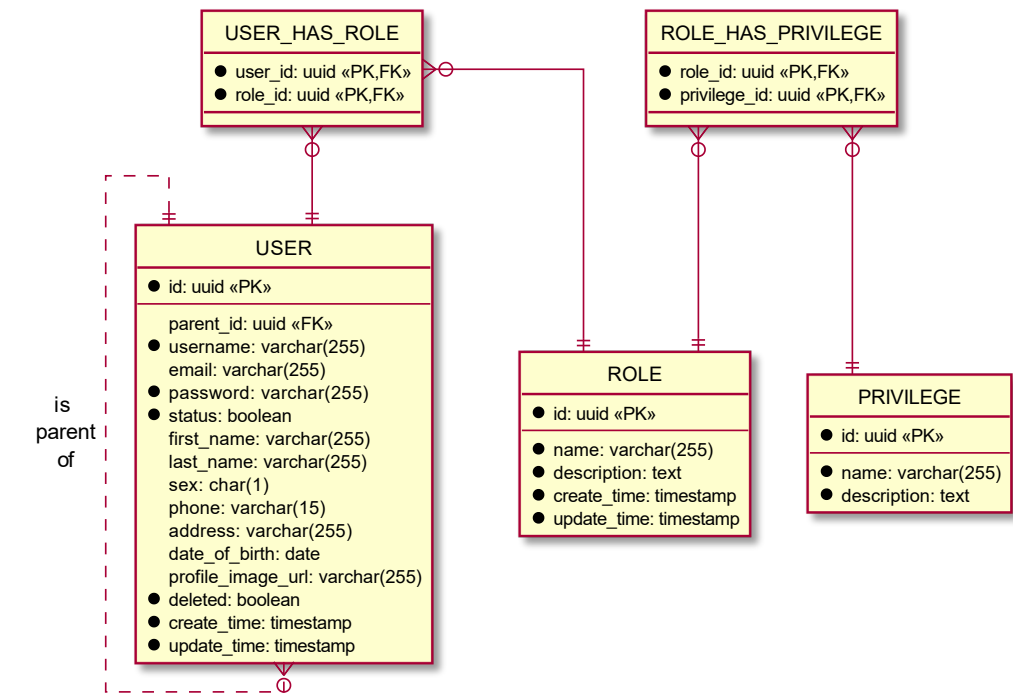 USER_HAS_ROLE
user_id: uuid «PK,FK»
role_id: uuid «PK,FK»
ROLE_HAS_PRIVILEGE
role_id: uuid «PK,FK»
privilege_id: uuid «PK,FK»
is
parent
of
USER
id: uuid «PK»
parent_id: uuid «FK»
username: varchar(255)
email: varchar(255)
password: varchar(255)
status: boolean
first_name: varchar(255)
last_name: varchar(255)
sex: char(1)
phone: varchar(15)
address: varchar(255)
date_of_birth: date
profile_image_url: varchar(255)
deleted: boolean
create_time: timestamp
update_time: timestamp
ROLE
id: uuid «PK»
name: varchar(255)
description: text
create_time: timestamp
update_time: timestamp
PRIVILEGE
id: uuid «PK»
name: varchar(255)
description: text